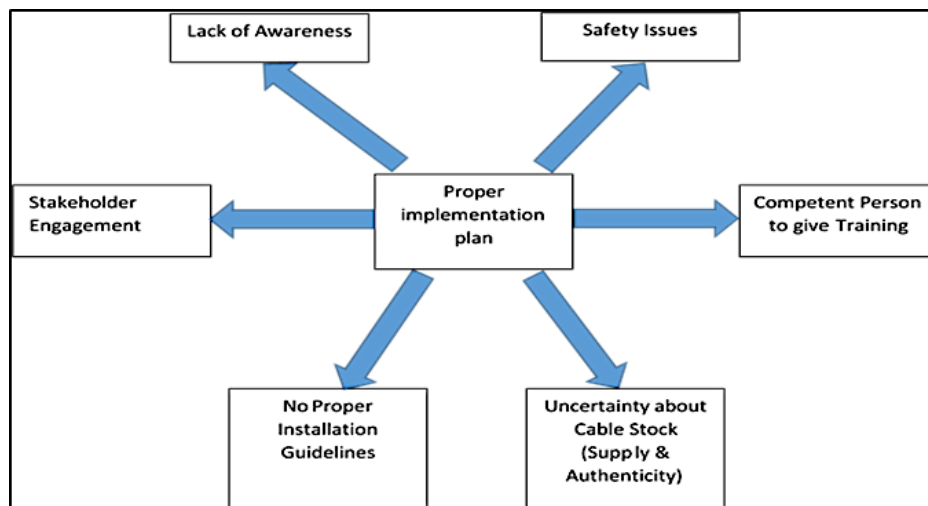 Lack of Awareness
Safety Issues
Stakeholder
Engagement
Proper
implementation
plan
Competent Person
to give Training
No Proper
Installation
Guidelines
Uncertainty about
Cable Stock
(Supply &
Authenticity)